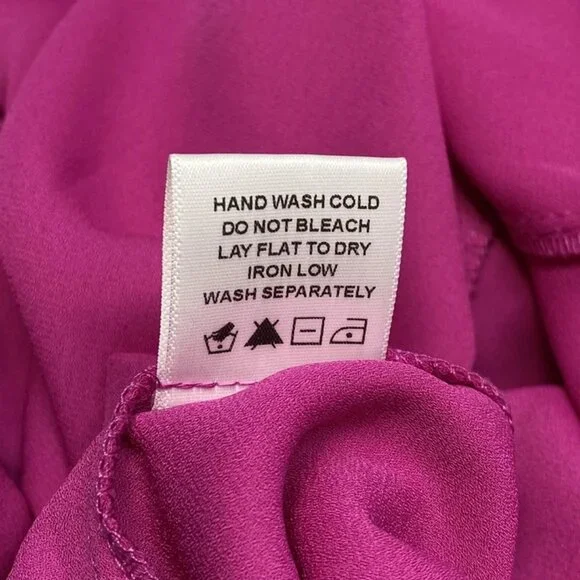 HAND WASH COLD
DO NOT BLEACH
LAY FLAT TO DRY
IRON LOW
WASH SEPARATELY